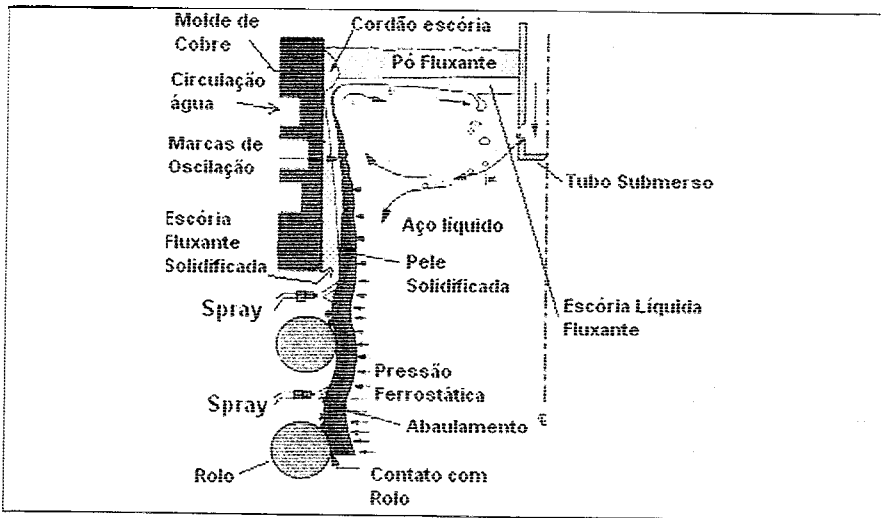 Molde de
Cobre
Cordão escória
Pó Fluxante
Circulação
água
Marcas de
Oscilação
Tubo Submerso
Aço líquido
Escória
Fluxante
Solidificada
Pele
Solidificada
Spray
Escória Líquida
Fluxante
Pressão
Ferrostática
Spray
Abaulamento
Rolo
Contato com
Rolo